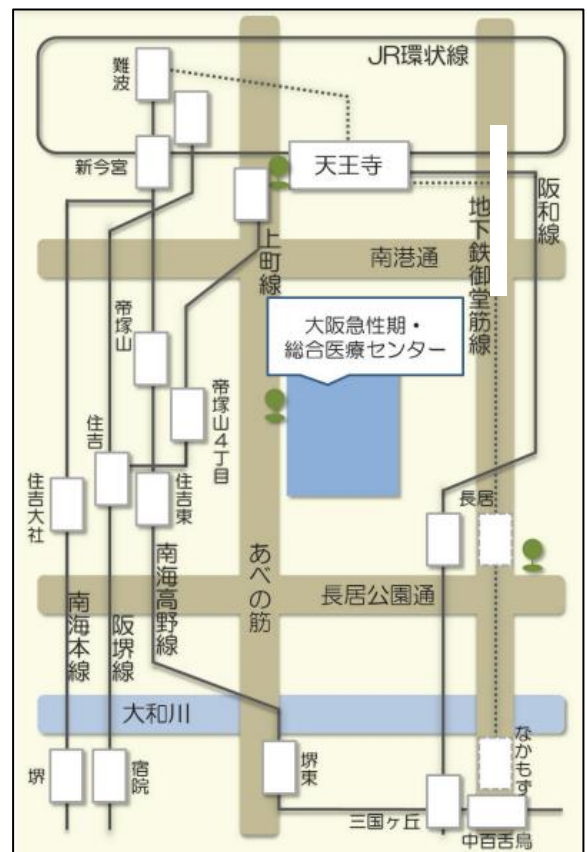 JR環状線
難波
新今宮
天王寺
阪和線
地下鉄御堂筋線
上町線
南港通
大阪急性期・
総合医療センター
帝塚山
帝塚山4丁目
住吉
住吉大社
住吉東
長居
南海本線
阪堺線
南海高野線
あべの筋
長居公園通
大和川
堺
宿院
堺東
三国ヶ丘
なかもず
中百舌鳥